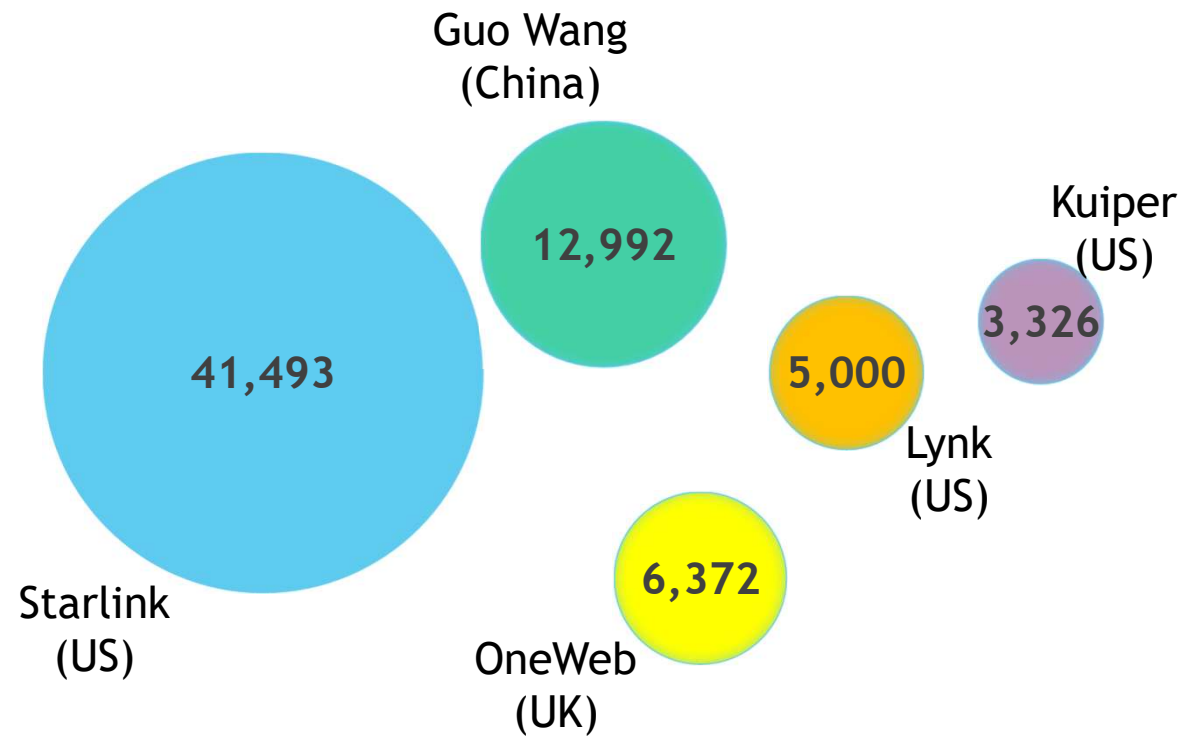 Guo Wang
(China)
12,992
41,493
Starlink
(US)
Kuiper
(US)
3,326
5,000
Lynk
(US)
6,372
OneWeb
(UK)